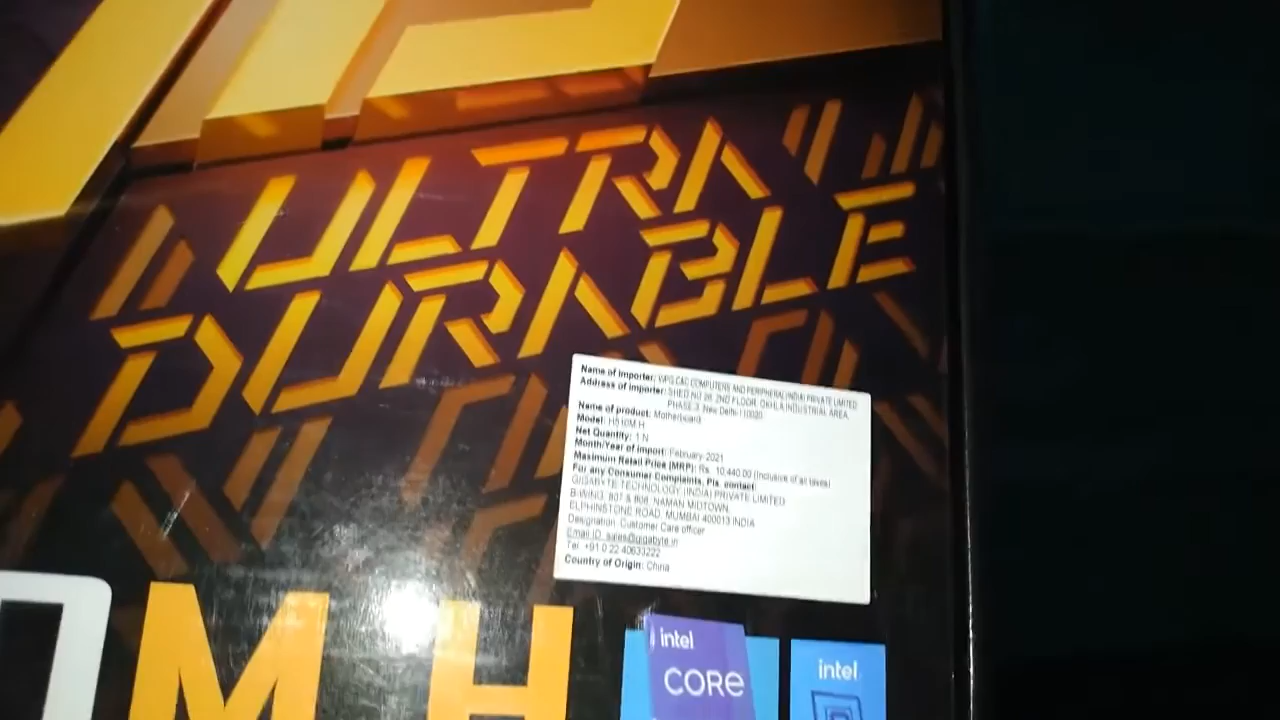 ULTRA
DURABLE
Name of Importer: WPG C&C COMPUTERS AND PERIPHERAL(INDIA) PRIVATE LIMITED
Address of Importer: SHED NO 28, 2ND FLOOR, OKHLA INDUSTRIAL AREA,
PHASE-3, New Delhi-110020
Name of product: Motherboard
Model: H510M H
Net Quantity: 1 N
Month/Year of Import: February-2021
Maximum Retail Price (MRP): Rs. 10,440.00 (Inclusive of all taxes)
For any Consumer Complaints, Pls. contact:
GIGABYTE TECHNOLOGY (INDIA) PRIVATE LIMITED
B-WING, 807 & 808, NAMAN MIDTOWN,
ELPHINSTONE ROAD, MUMBAI 400013 INDIA
Designation: Customer Care officer
Email ID: sales@gigabyte.in
Tel: +91 0 22 40633222
Country of Origin: China
M H
intel
CORE
intel